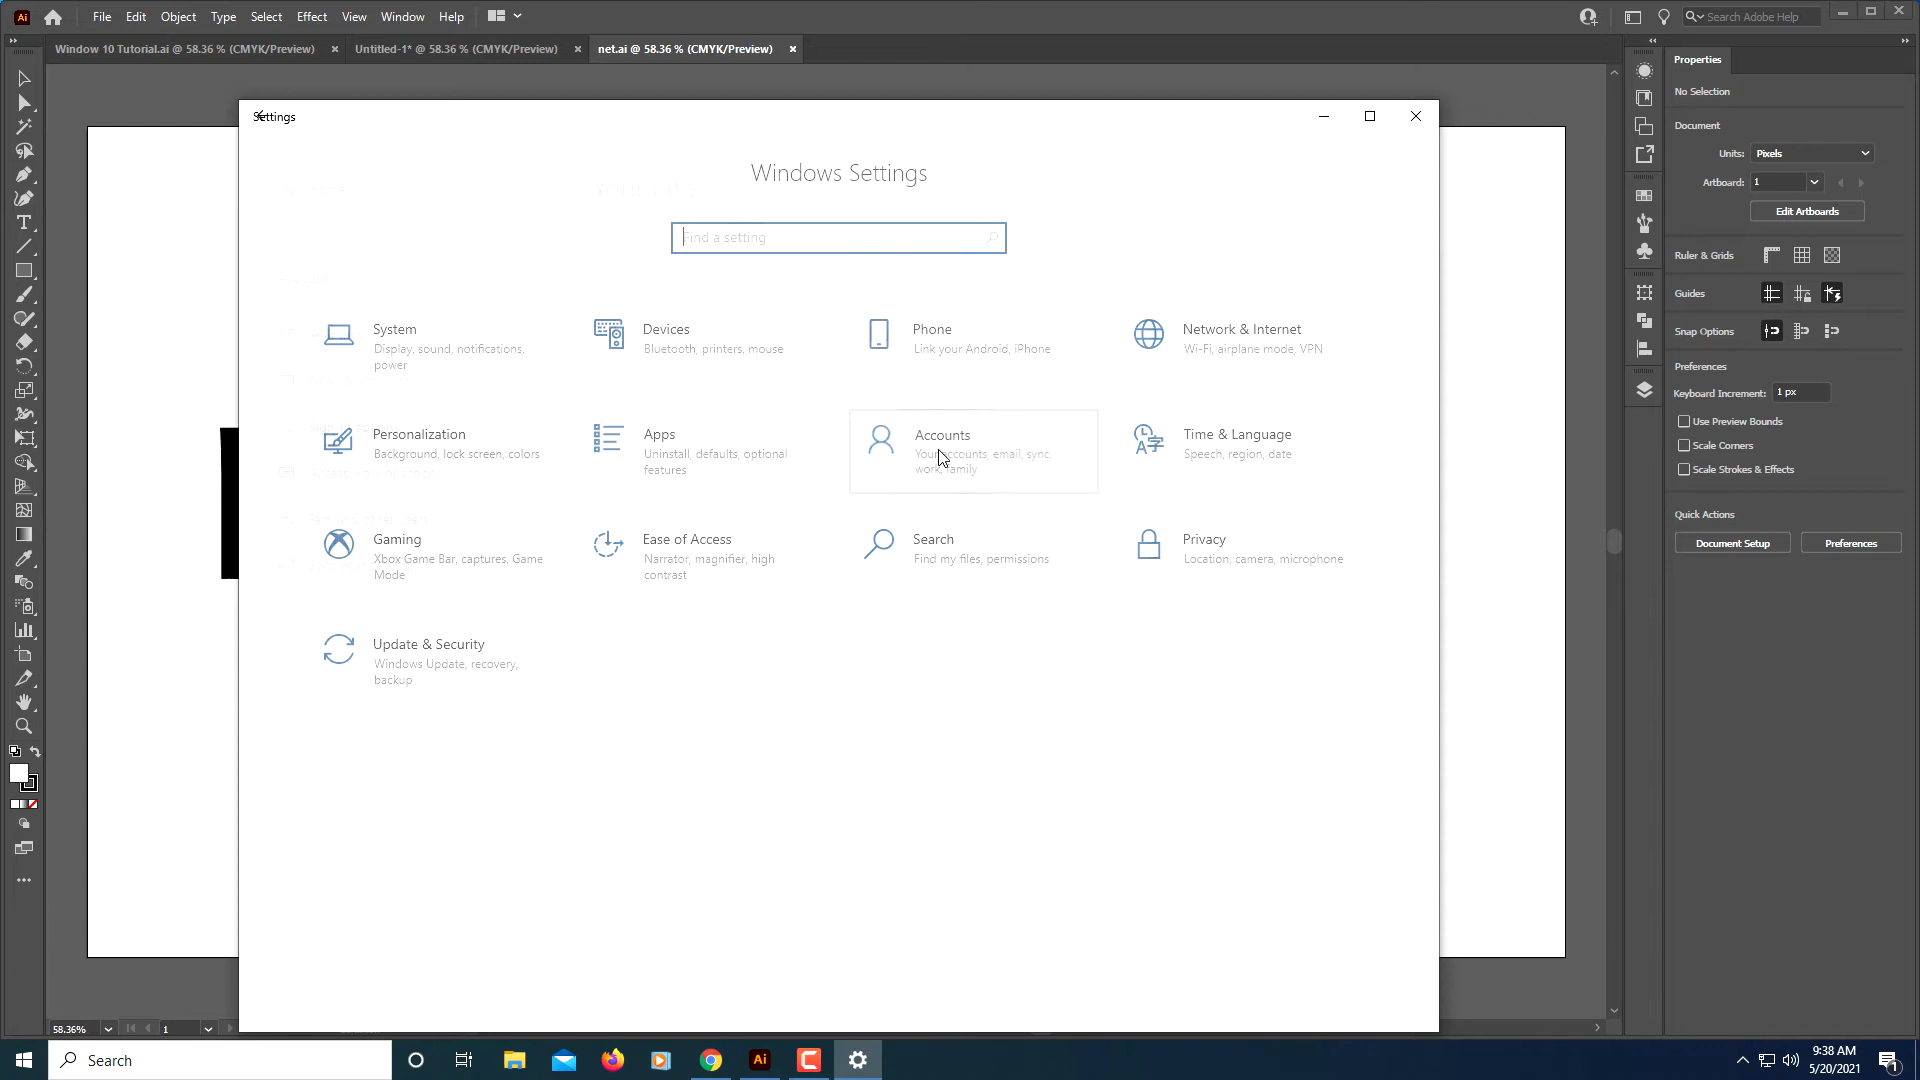 Ai File Edit Object Type Select Effect View Window Help Search Adobe Help
Window 10 Tutorial.ai @ 58.36 % (CMYK/Preview) Untitled-1* @ 58.36 % (CMYK/Preview) net.ai @ 58.36 % (CMYK/Preview)
Properties
No Selection
Document
Units: Pixels
Artboard: 1
Edit Artboards
Ruler & Grids
Guides
Snap Options
Preferences
Keyboard Increment: 1 px
Use Preview Bounds
Scale Corners
Scale Strokes & Effects
Quick Actions
Document Setup Preferences
Settings
Windows Settings
Find a setting
System
Display, sound, notifications,
power
Devices
Bluetooth, printers, mouse
Phone
Link your Android, iPhone
Network & Internet
Wi-Fi, airplane mode, VPN
Personalization
Background, lock screen, colors
Apps
Uninstall, defaults, optional
features
Accounts
Your accounts, email, sync,
work, family
Time & Language
Speech, region, date
Gaming
Xbox Game Bar, captures, Game
Mode
Ease of Access
Narrator, magnifier, high
contrast
Search
Find my files, permissions
Privacy
Location, camera, microphone
Update & Security
Windows Update, recovery,
backup
58.36% 1
Search
Ai
9:38 AM
5/20/2021
1